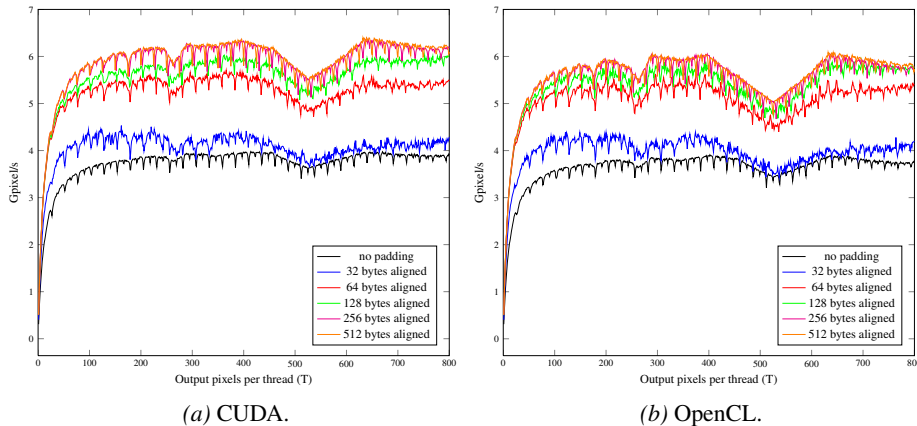 7
6
5
4
3
2
1
0
Gpixel/s
no padding
32 bytes aligned
64 bytes aligned
128 bytes aligned
256 bytes aligned
512 bytes aligned
0 100 200 300 400 500 600 700 800
Output pixels per thread (T)
(a) CUDA.
7
6
5
4
3
2
1
0
Gpixel/s
no padding
32 bytes aligned
64 bytes aligned
128 bytes aligned
256 bytes aligned
512 bytes aligned
0 100 200 300 400 500 600 700 800
Output pixels per thread (T)
(b) OpenCL.